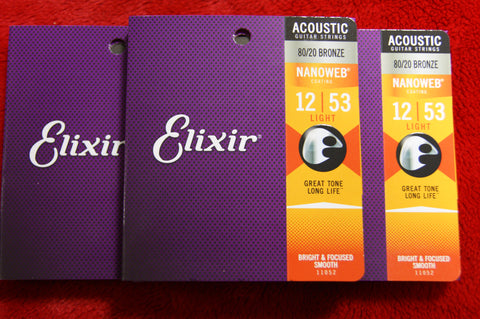 Elixir
Elixir®
ACOUSTIC
GUITAR STRINGS
80/20 BRONZE
NANOWEB®
COATING
12 | 53
LIGHT
GREAT TONE
LONG LIFE™
BRIGHT & FOCUSED
SMOOTH
11052
ACOUSTIC
GUITAR STRINGS
80/20 BRONZE
NANOWEB®
COATING
12 | 53
LIGHT
GREAT TONE
LONG LIFE™
BRIGHT & FOCUSED
SMOOTH
11052